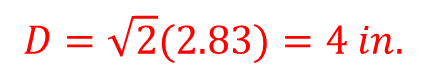 D = √2(2.83) = 4 in.